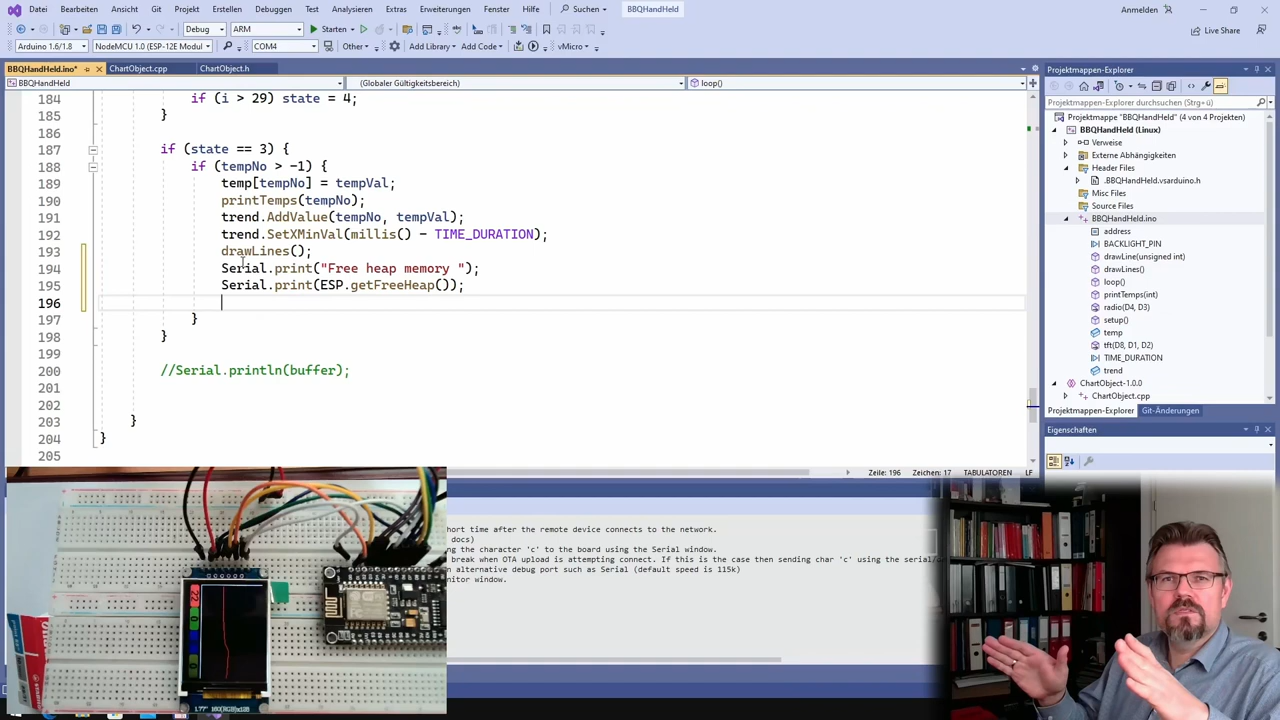 Datei Bearbeiten Ansicht Git Projekt Erstellen Debuggen Test Analysieren Extras Erweiterungen Fenster Hilfe Suchen BBQHandHeld Anmelden
Debug ARM Starten Other Add Library Add Code vMicro Live Share
Arduino 1.6/1.8 NodeMCU 1.0 (ESP-12E Modul COM4
BBQHandHeld.ino* ChartObject.cpp ChartObject.h
BBQHandHeld (Globaler Gültigkeitsbereich) loop()
184 if (i > 29) state = 4;
185 }
186
187 if (state == 3) {
188 if (tempNo > -1) {
189 temp[tempNo] = tempVal;
190 printTemps(tempNo);
191 trend.AddValue(tempNo, tempVal);
192 trend.SetXMinVal(millis() - TIME_DURATION);
193 drawLines();
194 Serial.print("Free heap memory ");
195 Serial.print(ESP.getFreeHeap());
196
197 }
198 }
199
200 //Serial.println(buffer);
201
202
203 }
204 }
205
Zeile: 196 Zeichen: 17 TABULATOREN LF
Projektmappen-Explorer
Projektmappen-Explorer durchsuchen (Strg+ü)
Projektmappe "BBQHandHeld" (4 von 4 Projekten)
BBQHandHeld (Linux)
Verweise
Externe Abhängigkeiten
Header Files
.BBQHandHeld.vsarduino.h
Misc Files
Source Files
BBQHandHeld.ino
address
BACKLIGHT_PIN
drawLine(unsigned int)
drawLines()
loop()
printTemps(int)
radio(D4, D3)
setup()
temp
tft(D8, D1, D2)
TIME_DURATION
trend
ChartObject-1.0.0
ChartObject.cpp
Projektmappen-Explorer Git-Änderungen
Eigenschaften
hort time after the remote device connects to the network.
docs)
ng the character 'c' to the board using the Serial window.
break when OTA upload is attempting connect. If this is the case then sending char 'c' using the serial/
n alternative debug port such as Serial (default speed is 115k)
nitor window.
1.77" 160(RGB)x128